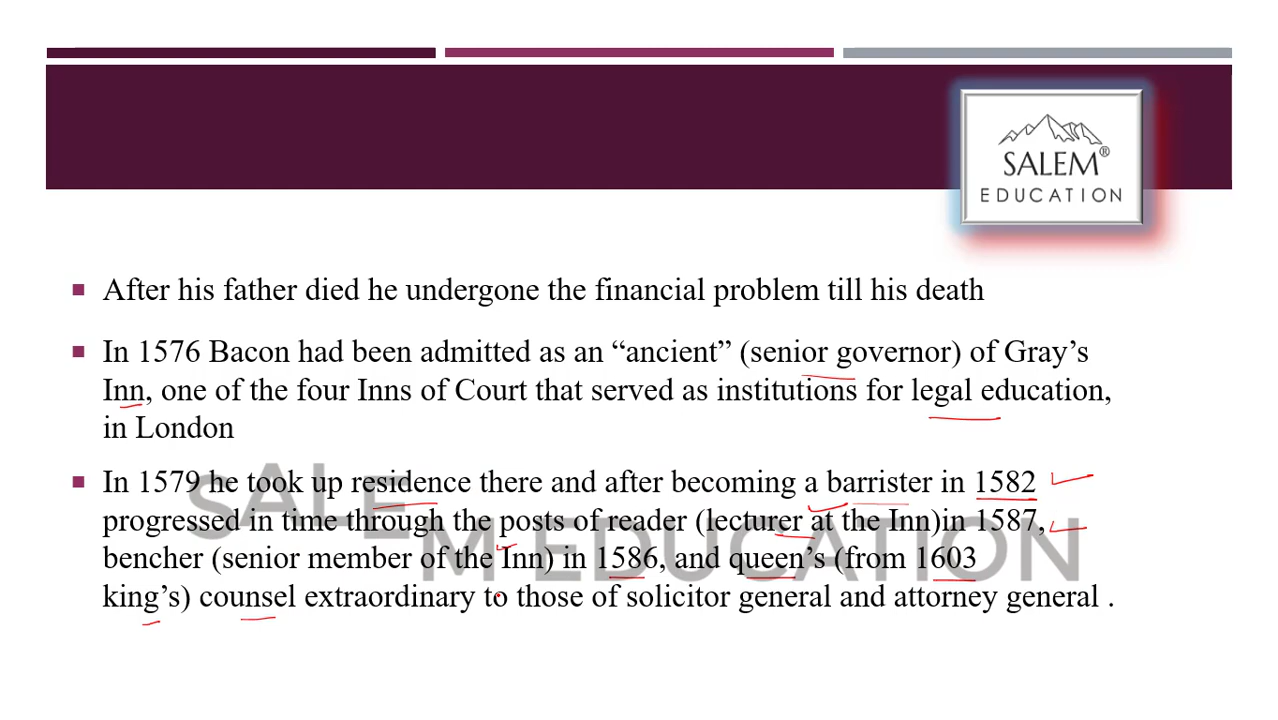 SALEM®
EDUCATION
After his father died he undergone the financial problem till his death
In 1576 Bacon had been admitted as an “ancient” (senior governor) of Gray’s
Inn, one of the four Inns of Court that served as institutions for legal education,
in London
In 1579 he took up residence there and after becoming a barrister in 1582
progressed in time through the posts of reader (lecturer at the Inn)in 1587,
bencher (senior member of the Inn) in 1586, and queen’s (from 1603
king’s) counsel extraordinary to those of solicitor general and attorney general .
SALEM EDUCATION